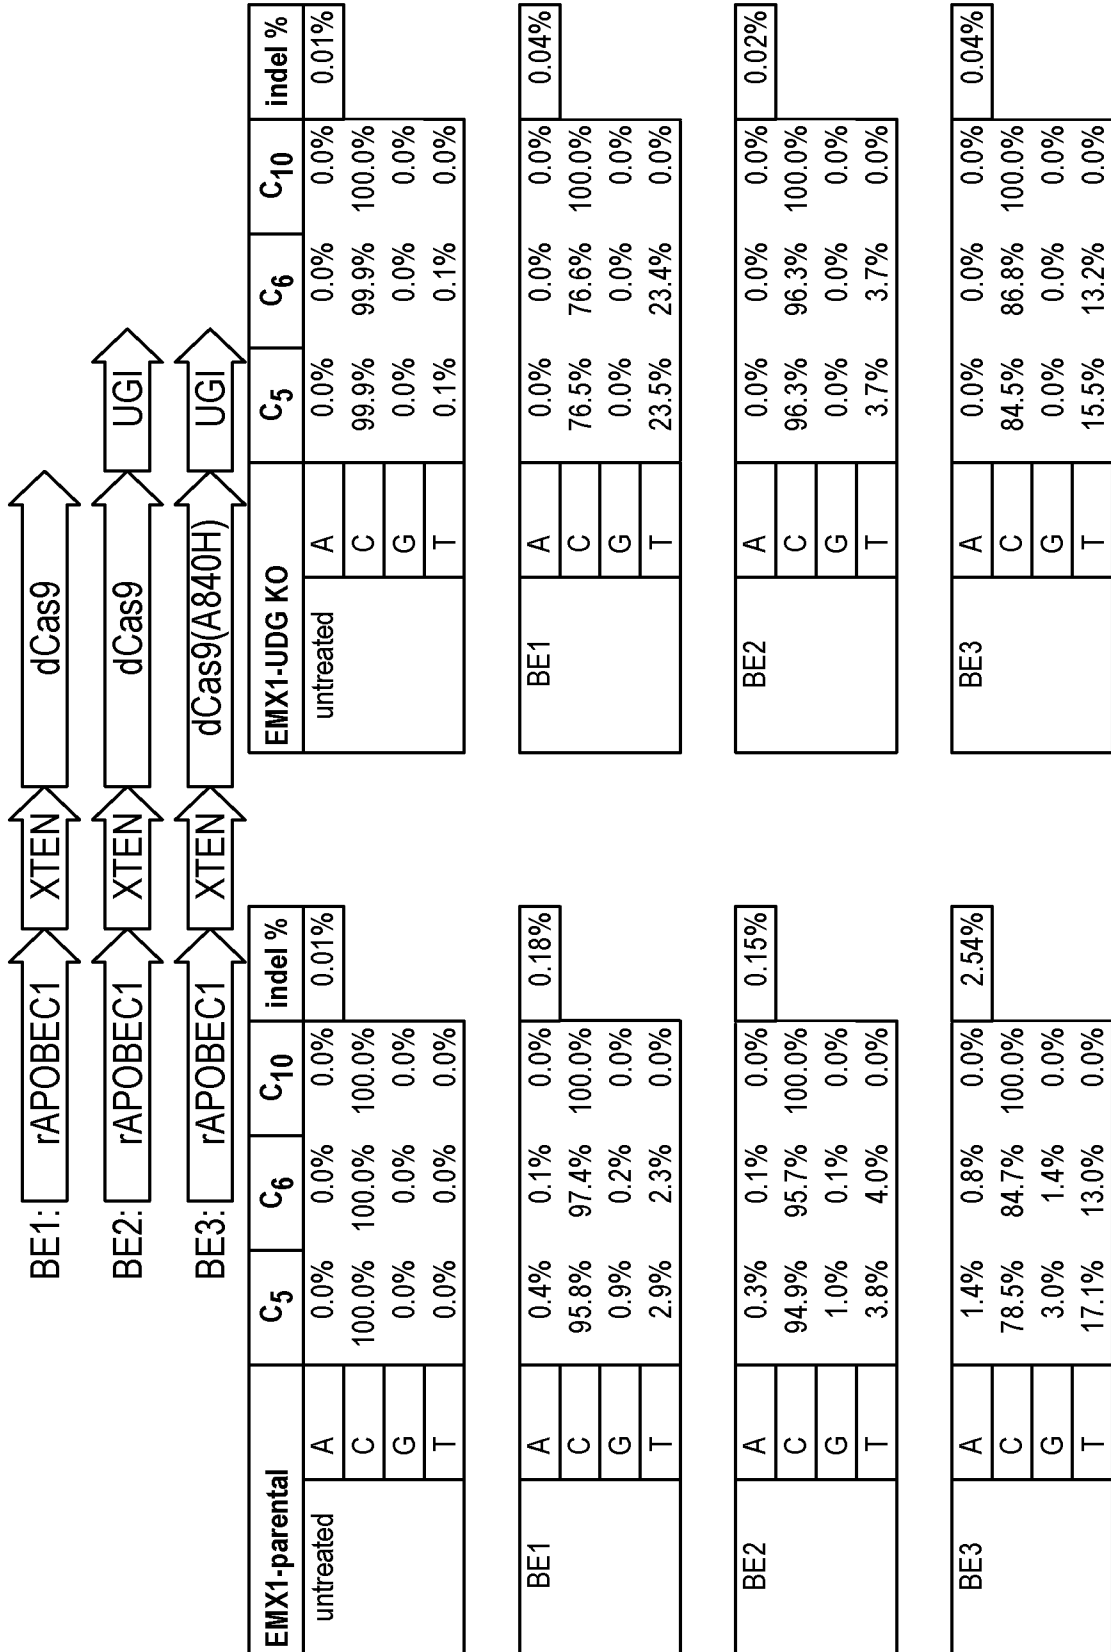 BE1: rAPOBEC1 XTEN dCas9
BE2: rAPOBEC1 XTEN dCas9 UGI
BE3: rAPOBEC1 XTEN dCas9(A840H) UGI
EMX1-parental C5 C6 C10 indel %
untreated A 0.0% 0.0% 0.0% 0.01%
C 100.0% 100.0% 100.0%
G 0.0% 0.0% 0.0%
T 0.0% 0.0% 0.0%
BE1 A 0.4% 0.1% 0.0% 0.18%
C 95.8% 97.4% 100.0%
G 0.9% 0.2% 0.0%
T 2.9% 2.3% 0.0%
BE2 A 0.3% 0.1% 0.0% 0.15%
C 94.9% 95.7% 100.0%
G 1.0% 0.1% 0.0%
T 3.8% 4.0% 0.0%
BE3 A 1.4% 0.8% 0.0% 2.54%
C 78.5% 84.7% 100.0%
G 3.0% 1.4% 0.0%
T 17.1% 13.0% 0.0%
EMX1-UDG KO C5 C6 C10 indel %
untreated A 0.0% 0.0% 0.0% 0.01%
C 99.9% 99.9% 100.0%
G 0.0% 0.0% 0.0%
T 0.1% 0.1% 0.0%
BE1 A 0.0% 0.0% 0.0% 0.04%
C 76.5% 76.6% 100.0%
G 0.0% 0.0% 0.0%
T 23.5% 23.4% 0.0%
BE2 A 0.0% 0.0% 0.0% 0.02%
C 96.3% 96.3% 100.0%
G 0.0% 0.0% 0.0%
T 3.7% 3.7% 0.0%
BE3 A 0.0% 0.0% 0.0% 0.04%
C 84.5% 86.8% 100.0%
G 0.0% 0.0% 0.0%
T 15.5% 13.2% 0.0%